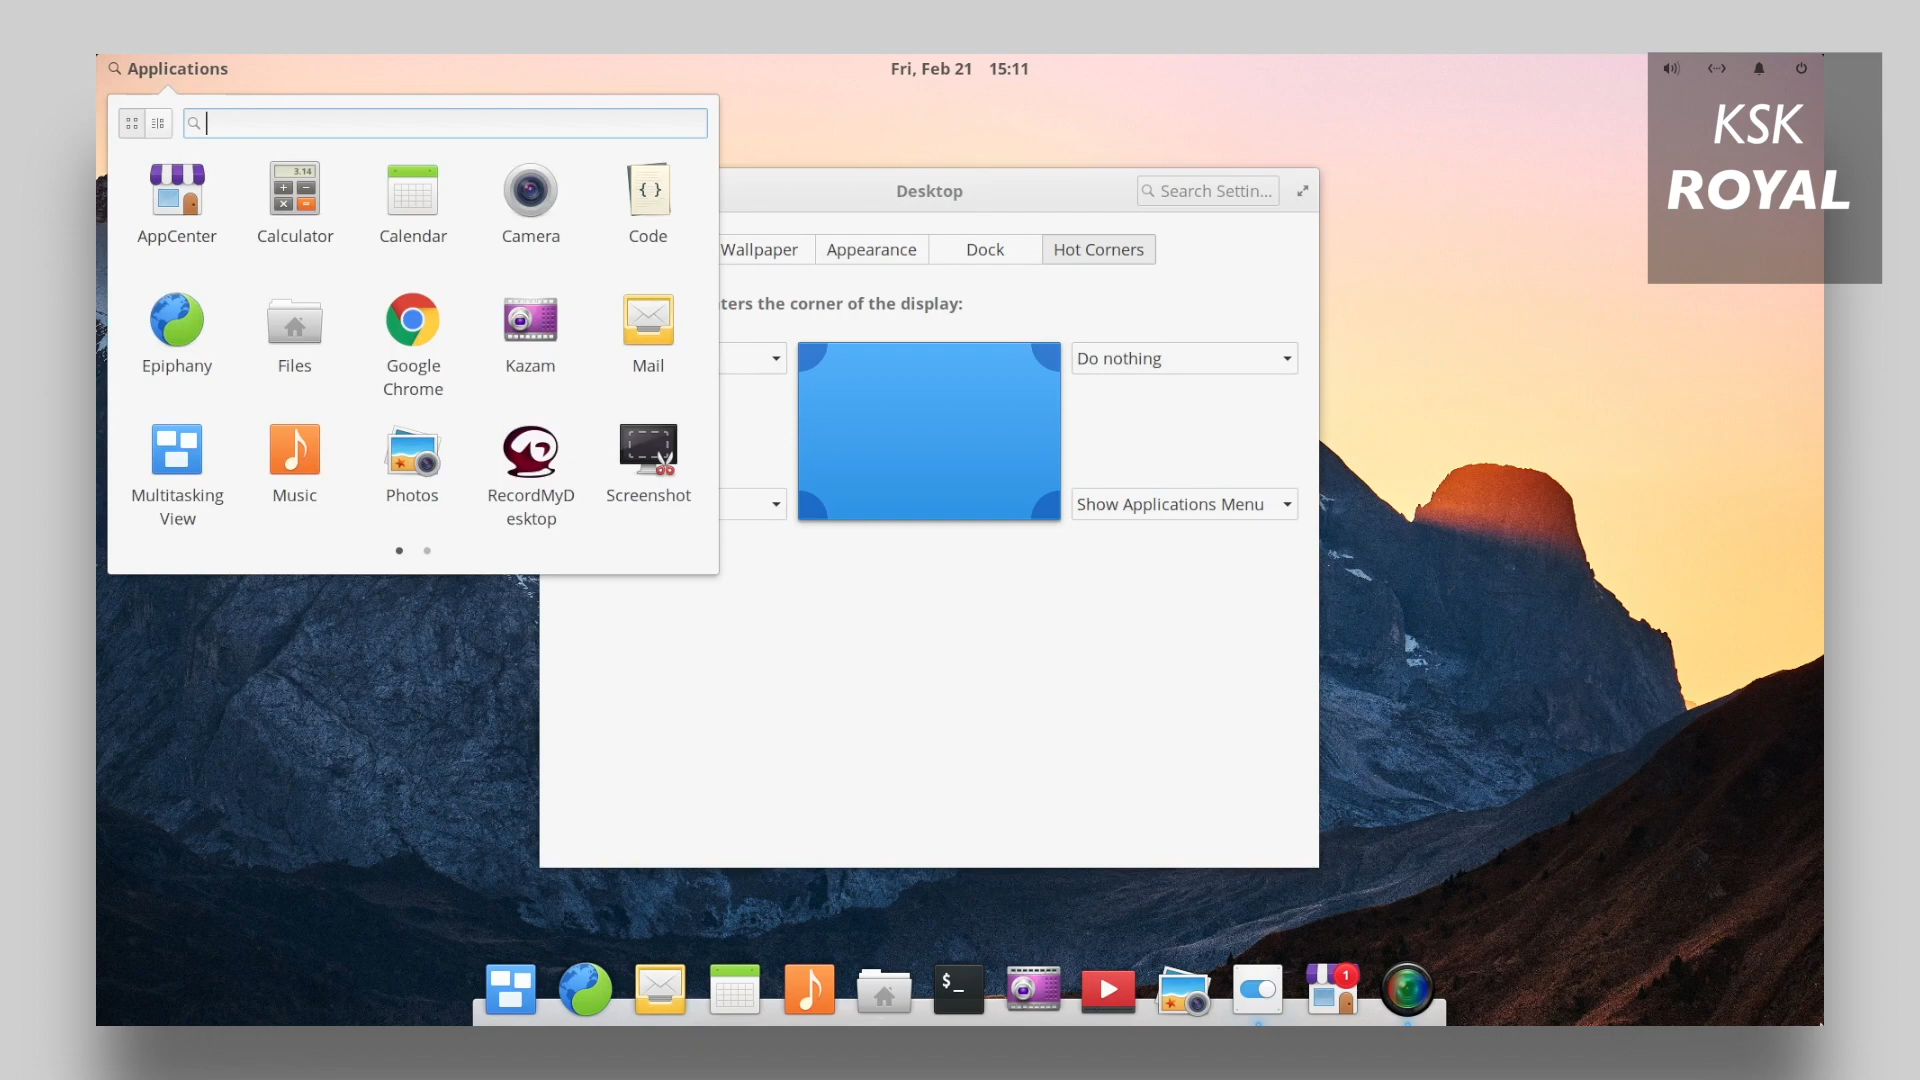 Applications
Fri, Feb 21 15:11
KSK
ROYAL
3.14
AppCenter
Calculator
Calendar
Camera
{ }
Code
Epiphany
Files
Google
Chrome
Kazam
Mail
Multitasking
View
Music
Photos
RecordMyD
esktop
Screenshot
Desktop
Search Settin...
Wallpaper
Appearance
Dock
Hot Corners
ters the corner of the display:
Do nothing
Show Applications Menu
$_
1